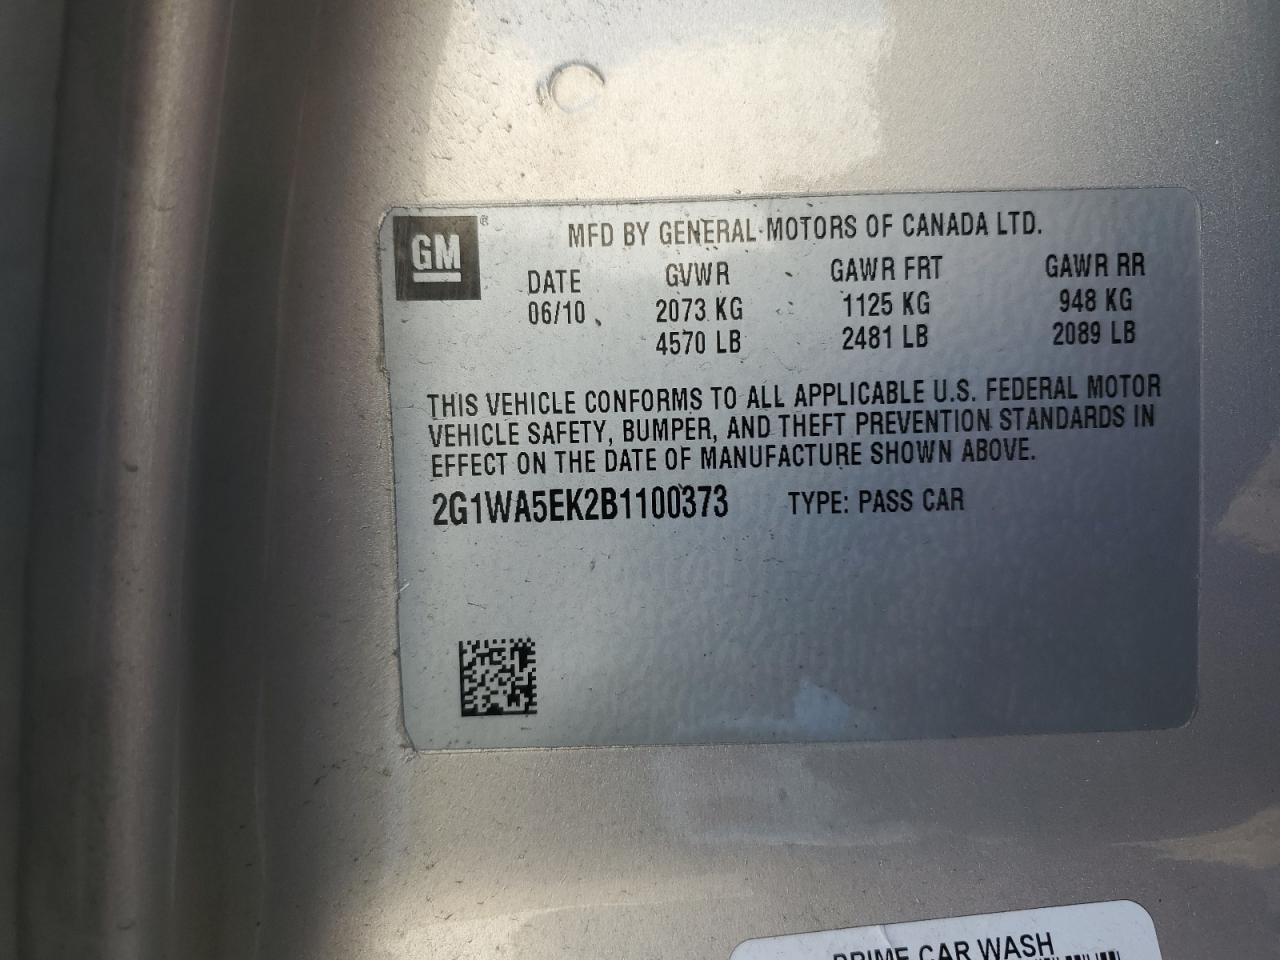 GM®
MFD BY GENERAL MOTORS OF CANADA LTD.
DATE GVWR GAWR FRT GAWR RR
06/10 2073 KG 1125 KG 948 KG
4570 LB 2481 LB 2089 LB
THIS VEHICLE CONFORMS TO ALL APPLICABLE U.S. FEDERAL MOTOR
VEHICLE SAFETY, BUMPER, AND THEFT PREVENTION STANDARDS IN
EFFECT ON THE DATE OF MANUFACTURE SHOWN ABOVE.
2G1WA5EK2B1100373 TYPE: PASS CAR
PRIME CAR WASH